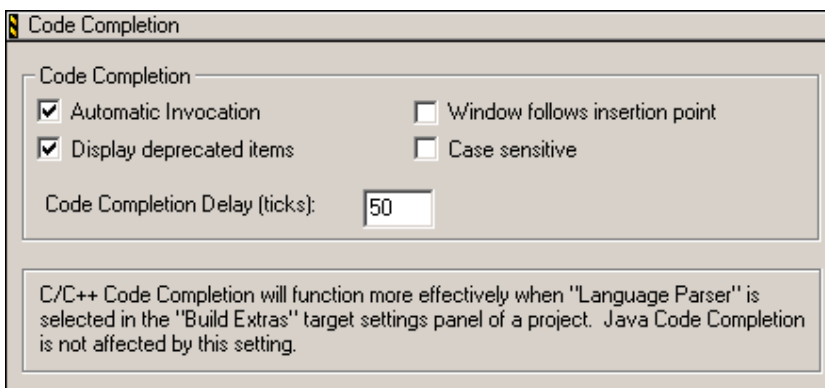 Code Completion
Code Completion
Automatic Invocation
Window follows insertion point
Display deprecated items
Case sensitive
Code Completion Delay (ticks):
50
C/C++ Code Completion will function more effectively when "Language Parser" is
selected in the "Build Extras" target settings panel of a project.  Java Code Completion
is not affected by this setting.